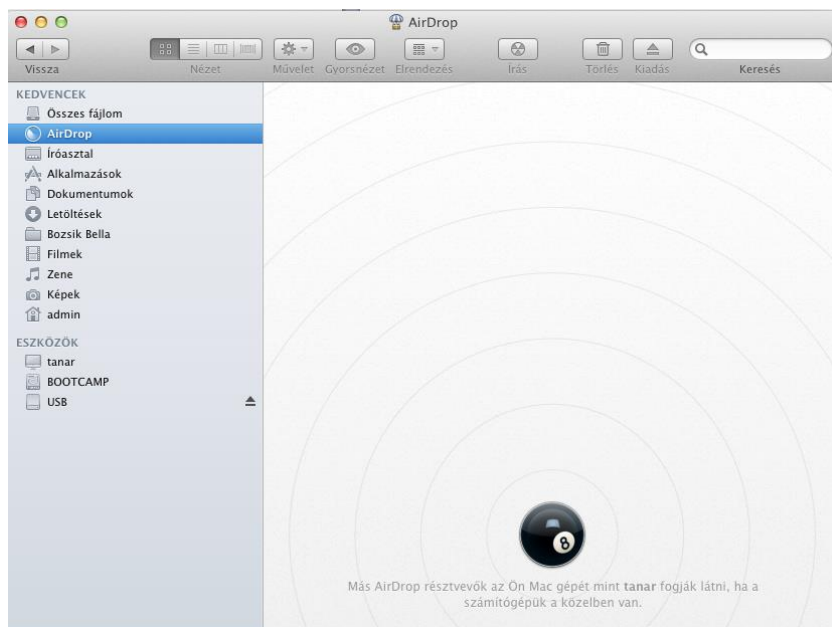 AirDrop
Vissza Nézet Művelet Gyorsnézet Elrendezés Írás Törlés Kiadás Keresés
KEDVENCEK
Összes fájlom
AirDrop
Íróasztal
Alkalmazások
Dokumentumok
Letöltések
Bozsik Bella
Filmek
Zene
Képek
admin
ESZKÖZÖK
tanar
BOOTCAMP
USB
8
Más AirDrop résztvevők az Ön Mac gépét mint tanar fogják látni, ha a
számítógépük a közelben van.